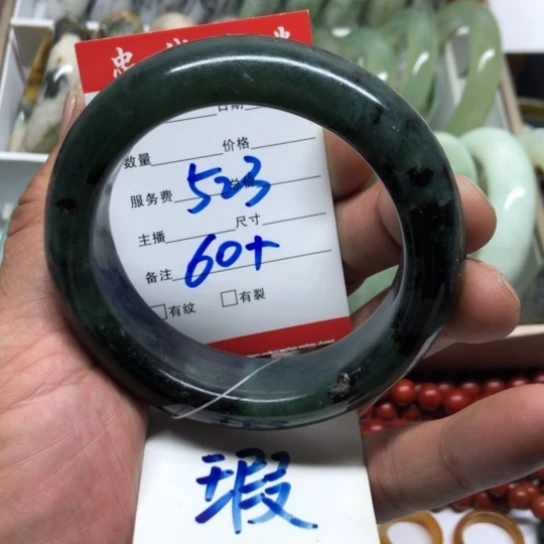 日期
数量 价格
服务费 523
主播 尺寸
备注 60+
有纹 有裂
瑕